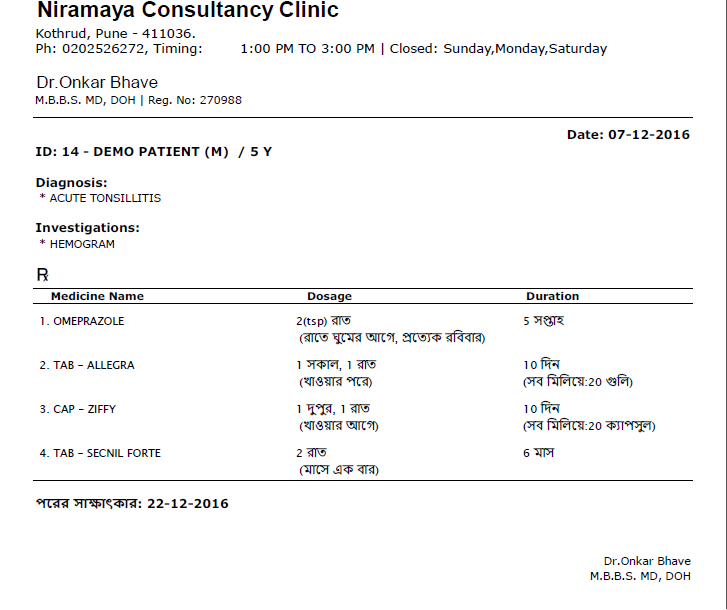 Niramaya Consultancy Clinic
Kothrud, Pune - 411036.
Ph: 0202526272, Timing: 1:00 PM TO 3:00 PM | Closed: Sunday,Monday,Saturday
Dr.Onkar Bhave
M.B.B.S. MD, DOH | Reg. No: 270988
Date: 07-12-2016
ID: 14 - DEMO PATIENT (M) / 5 Y
Diagnosis:
* ACUTE TONSILLITIS
Investigations:
* HEMOGRAM
℞
Medicine Name Dosage Duration
1. OMEPRAZOLE 2(tsp) রাত 5 সপ্তাহ
(রাতে ঘুমের আগে, প্রত্যেক রবিবার)
2. TAB - ALLEGRA 1 সকাল, 1 রাত 10 দিন
(খাওয়ার পরে) (সব মিলিয়ে:20 গুলি)
3. CAP - ZIFFY 1 দুপুর, 1 রাত 10 দিন
(খাওয়ার আগে) (সব মিলিয়ে:20 ক্যাপসুল)
4. TAB - SECNIL FORTE 2 রাত 6 মাস
(মাসে এক বার)
পরের সাক্ষাৎকার: 22-12-2016
Dr.Onkar Bhave
M.B.B.S. MD, DOH